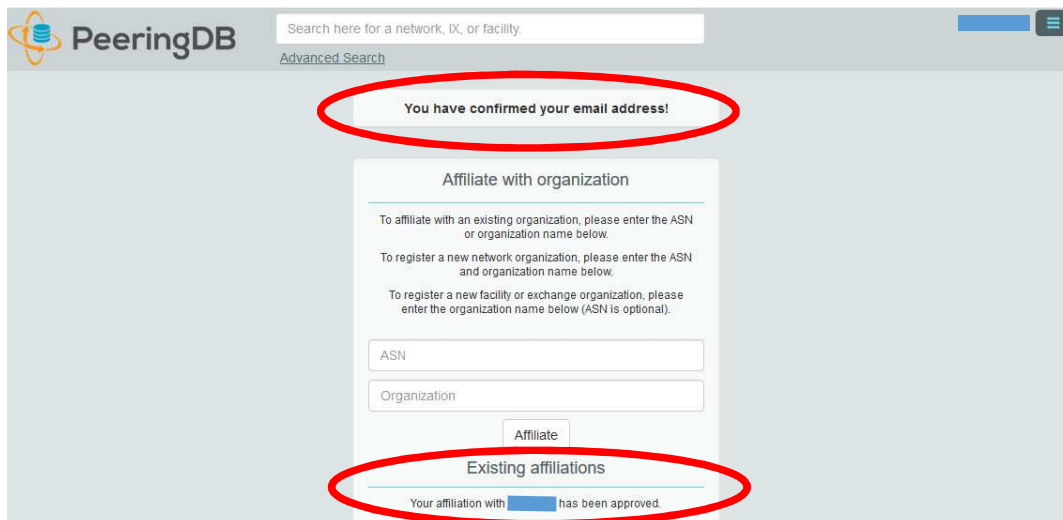 PeeringDB
Search here for a network, IX, or facility.
Advanced Search
You have confirmed your email address!
Affiliate with organization
To affiliate with an existing organization, please enter the ASN
or organization name below.
To register a new network organization, please enter the ASN
and organization name below.
To register a new facility or exchange organization, please
enter the organization name below (ASN is optional).
ASN
Organization
Affiliate
Existing affiliations
Your affiliation with has been approved.